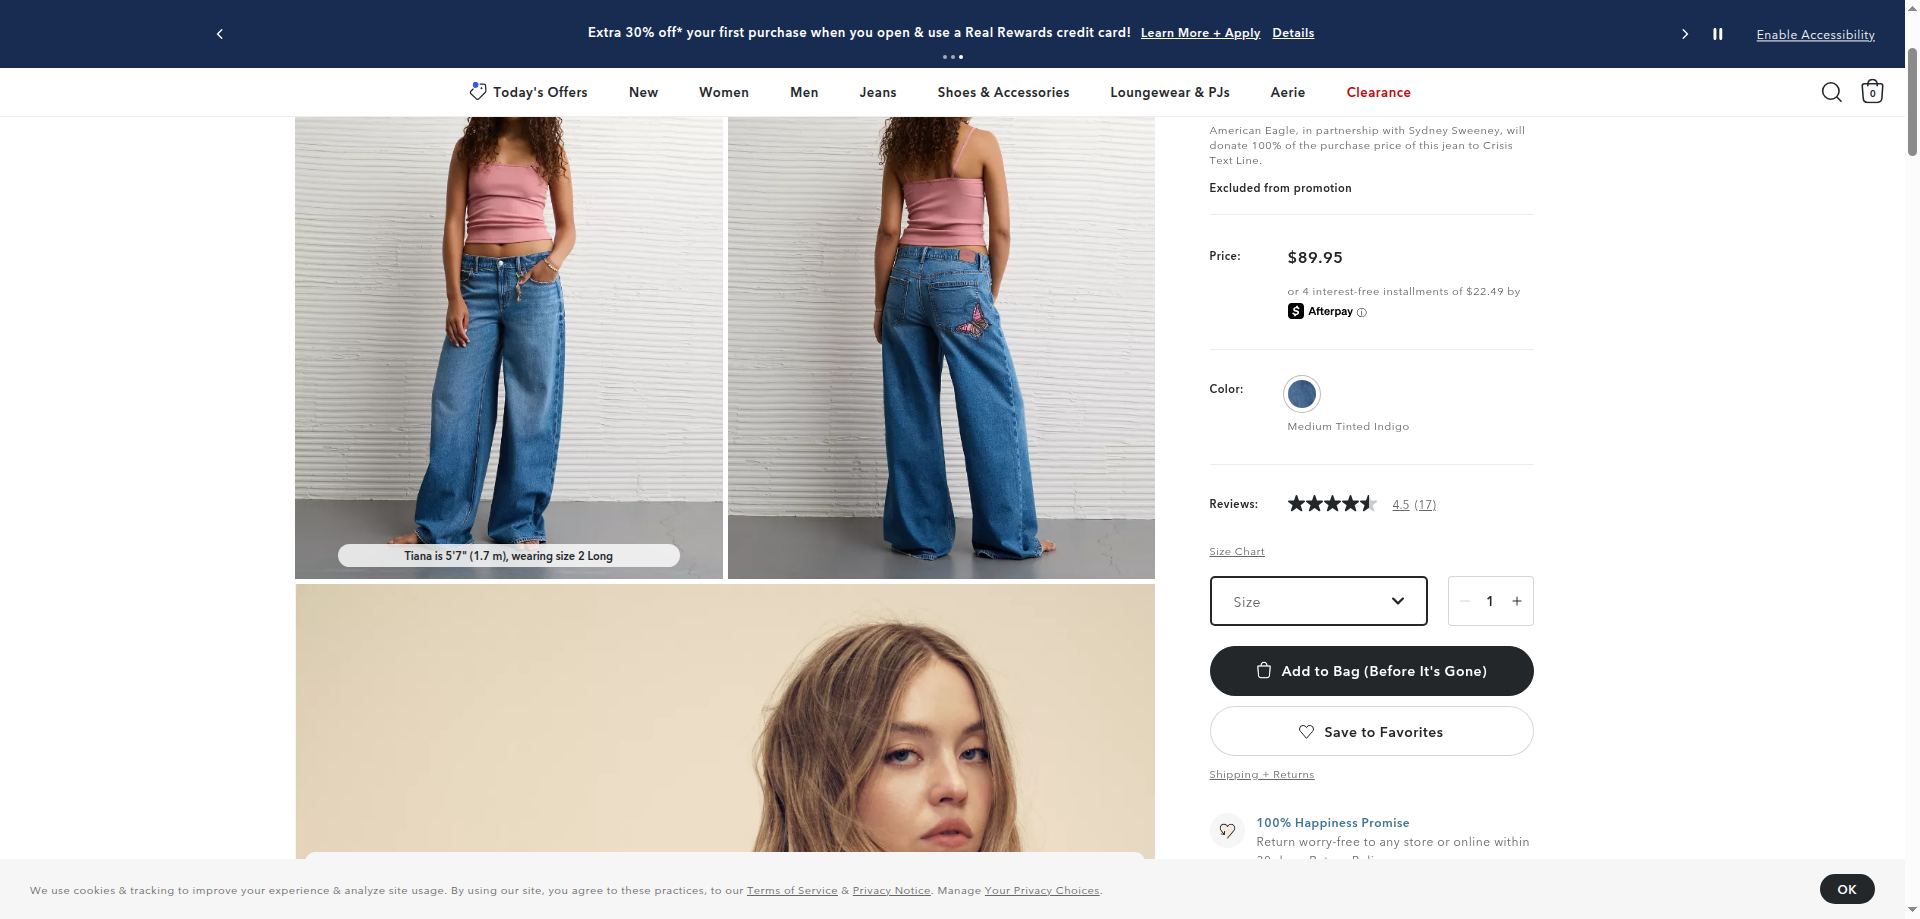 Extra 30% off* your first purchase when you open & use a Real Rewards credit card! Learn More + Apply Details
Enable Accessibility
Today's Offers New Women Men Jeans Shoes & Accessories Loungewear & PJs Aerie Clearance
0
American Eagle, in partnership with Sydney Sweeney, will
donate 100% of the purchase price of this jean to Crisis
Text Line.
Excluded from promotion
Price: $89.95
or 4 interest-free installments of $22.49 by
$ Afterpay ⓘ
Color:
Medium Tinted Indigo
Reviews: 4.5 (17)
Tiana is 5'7" (1.7 m), wearing size 2 Long
Size Chart
Size
1 +
Add to Bag (Before It's Gone)
Save to Favorites
Shipping + Returns
100% Happiness Promise
Return worry-free to any store or online within
We use cookies & tracking to improve your experience & analyze site usage. By using our site, you agree to these practices, to our Terms of Service & Privacy Notice. Manage Your Privacy Choices.
OK